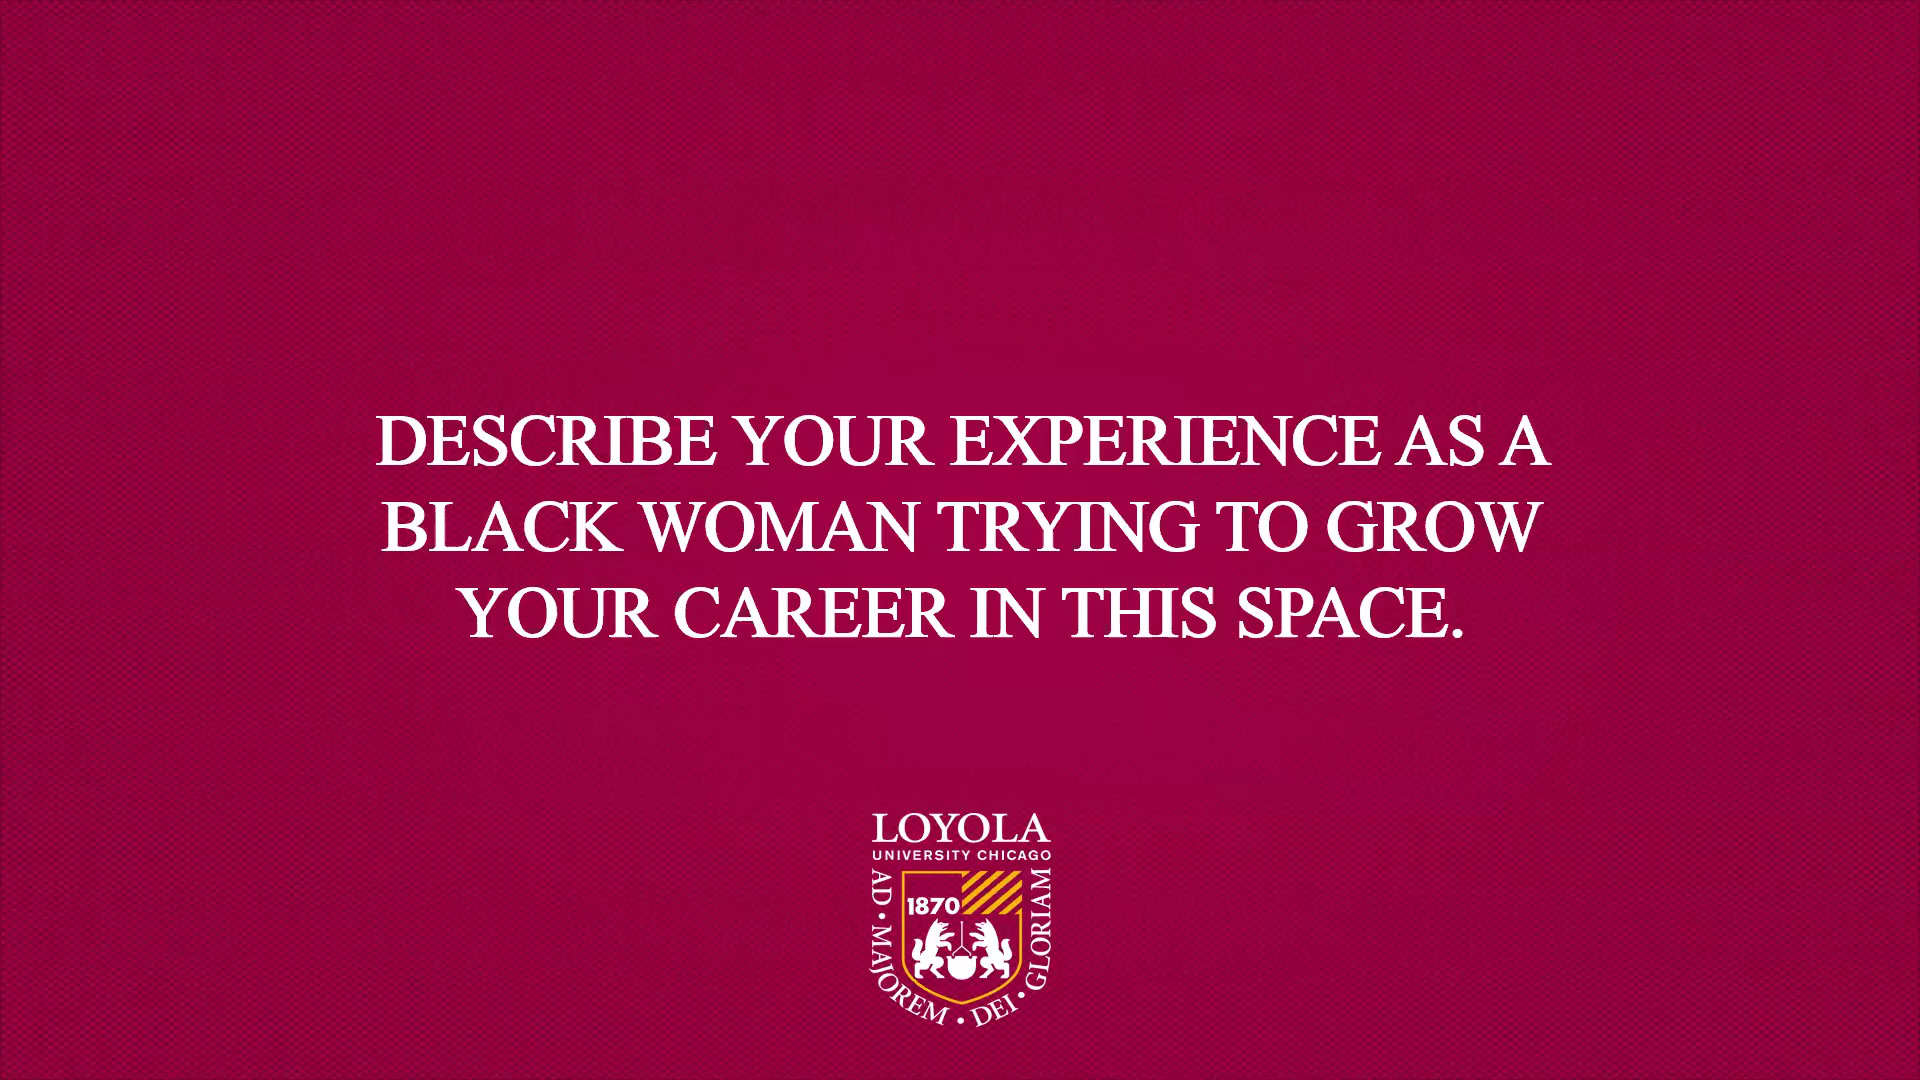 DESCRIBE YOUR EXPERIENCE AS A
BLACK WOMAN TRYING TO GROW
YOUR CAREER IN THIS SPACE.
LOYOLA
UNIVERSITY CHICAGO
1870
AD • MAJOREM • DEI • GLORIAM